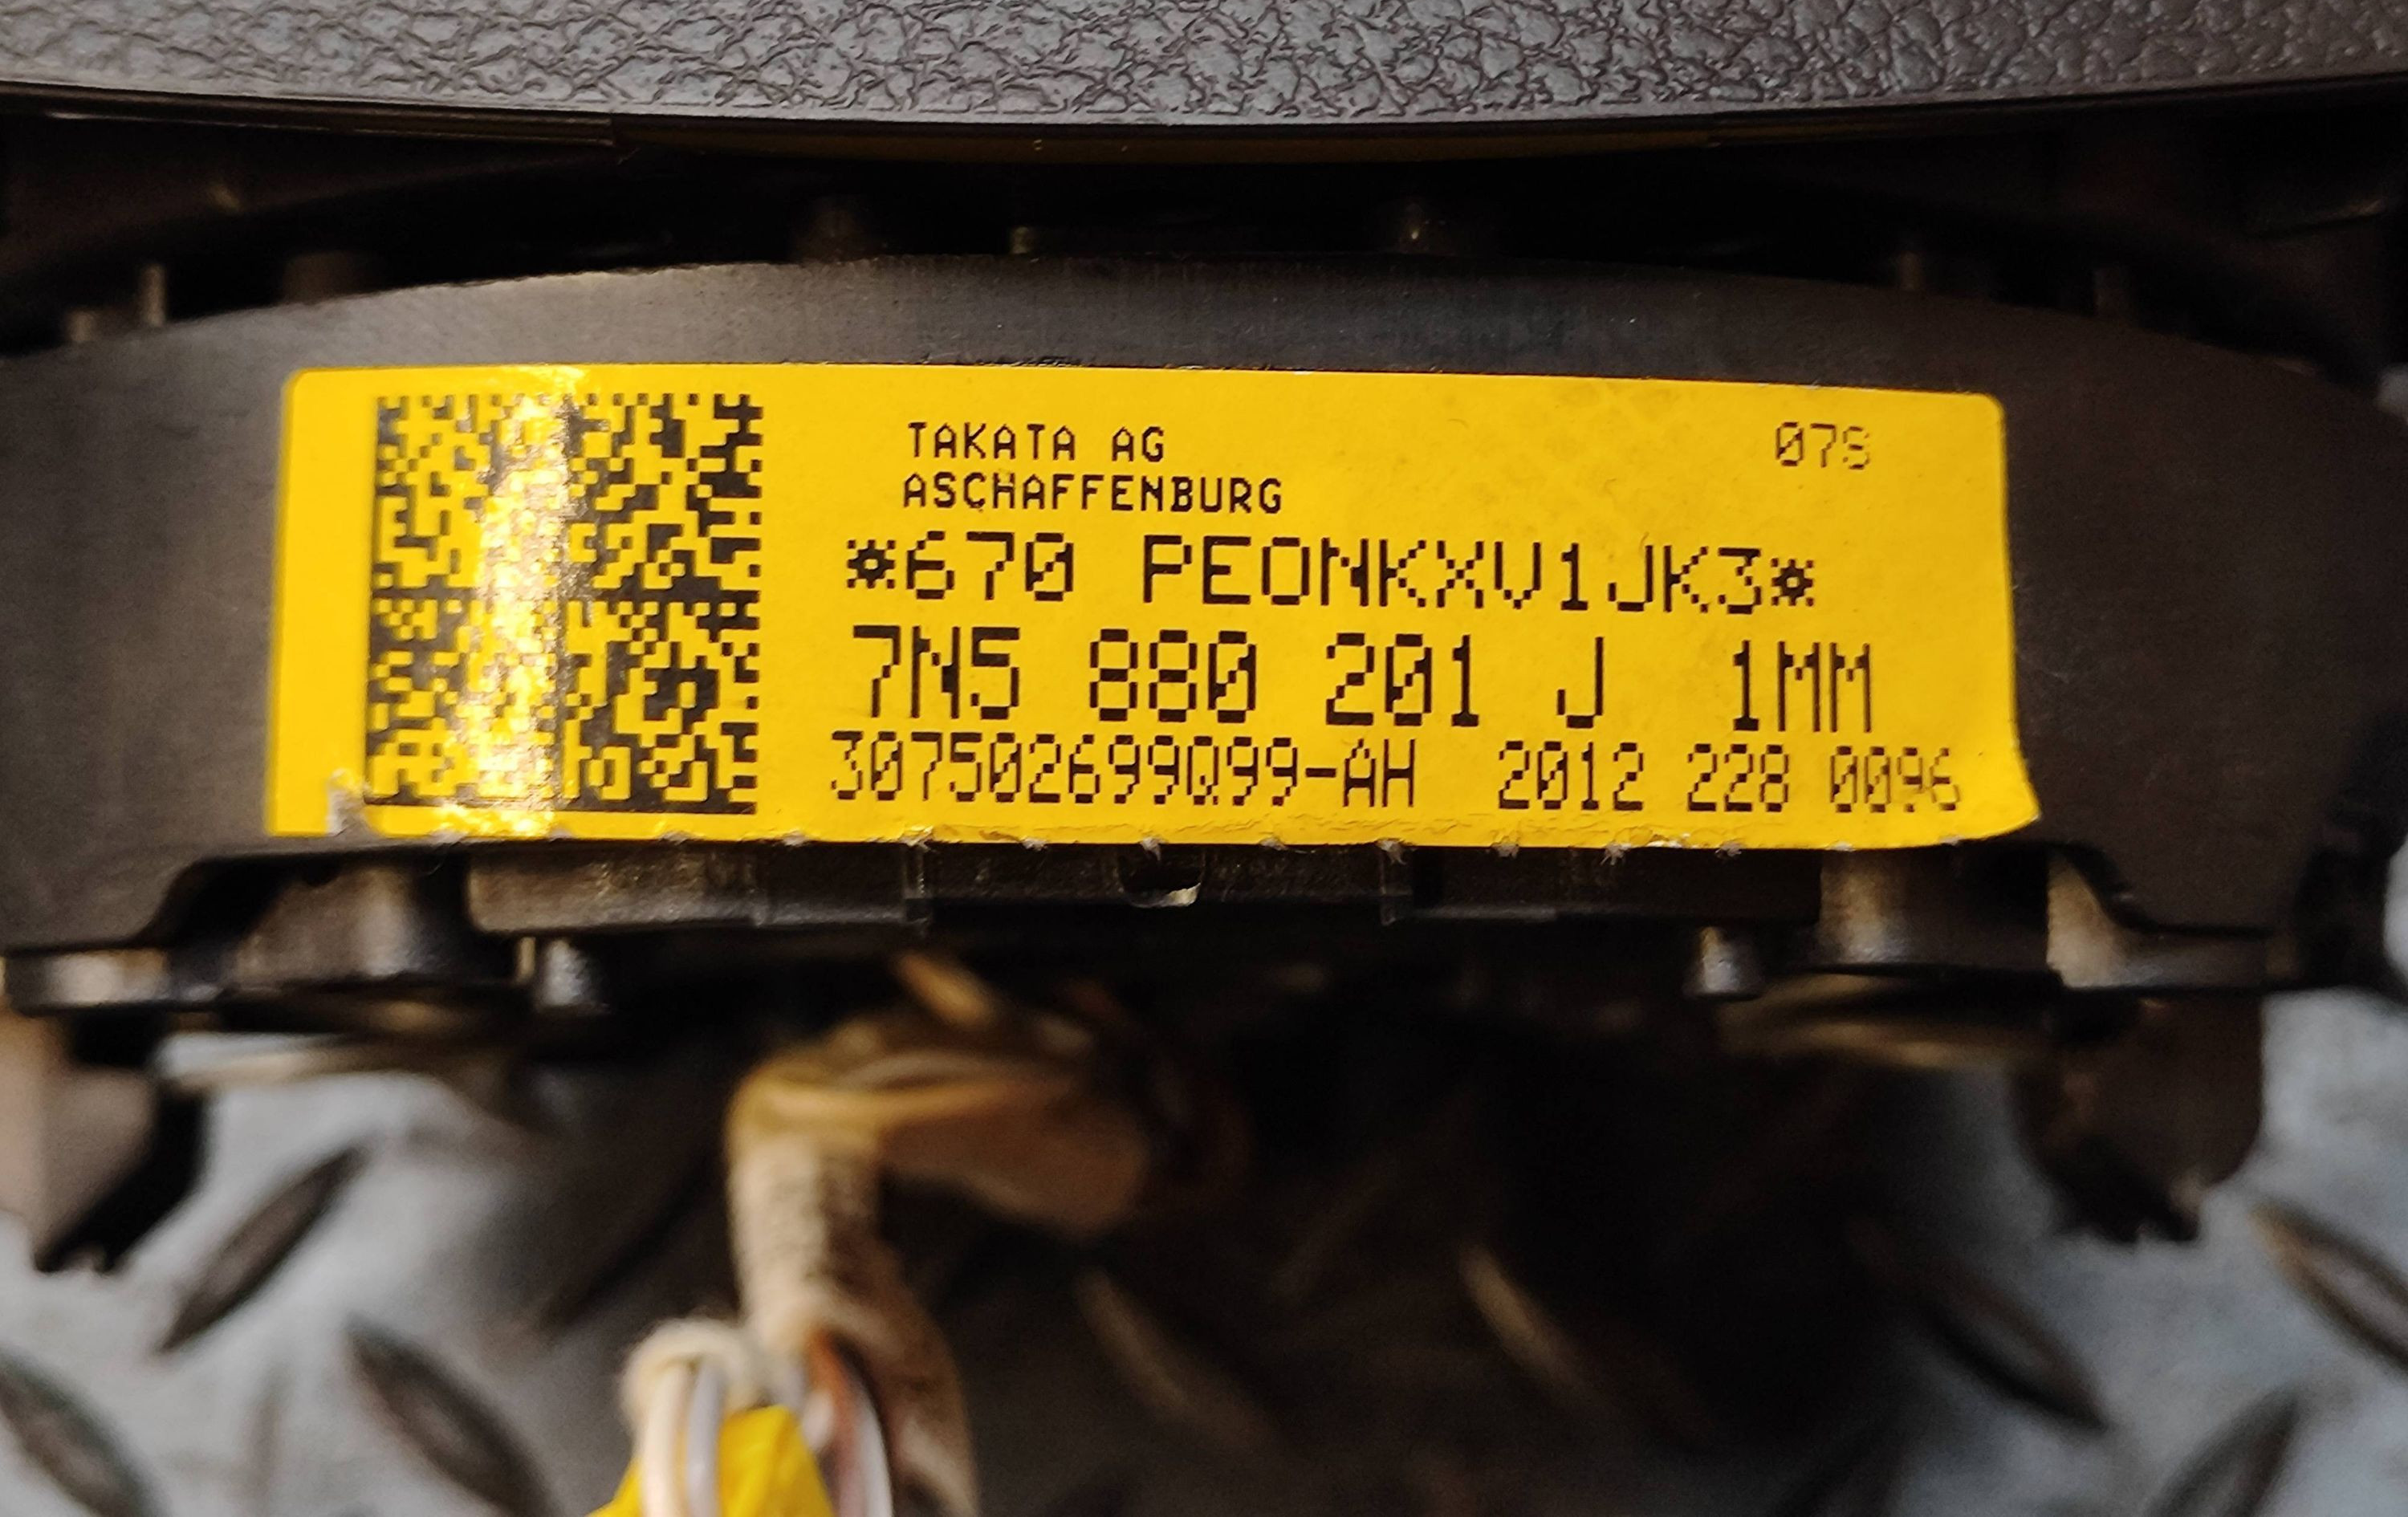 TAKATA AG 07S
ASCHAFFENBURG
*670 PEONKXV1JK3*
7N5 880 201 J 1MM
307502699Q99-AH 2012 228 0096